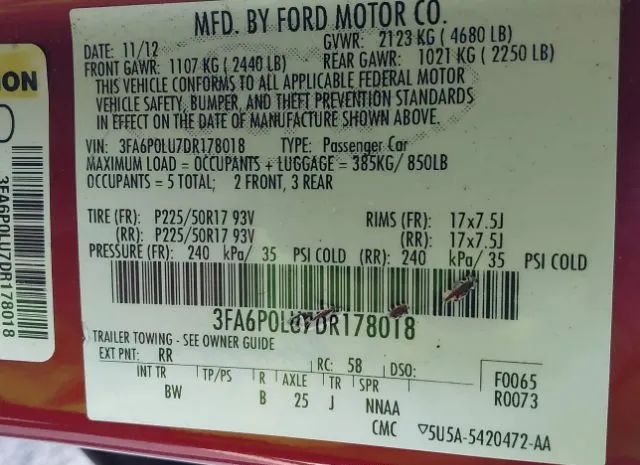 MFD. BY FORD MOTOR CO.
DATE: 11/12 GVWR: 2123 KG ( 4680 LB)
FRONT GAWR: 1107 KG ( 2440 LB) REAR GAWR: 1021 KG ( 2250 LB)
THIS VEHICLE CONFORMS TO ALL APPLICABLE FEDERAL MOTOR
VEHICLE SAFETY, BUMPER, AND THEFT PREVENTION STANDARDS
IN EFFECT ON THE DATE OF MANUFACTURE SHOWN ABOVE.
VIN: 3FA6P0LU7DR178018 TYPE: Passenger Car
MAXIMUM LOAD = OCCUPANTS + LUGGAGE = 385KG/ 850LB
OCCUPANTS = 5 TOTAL; 2 FRONT, 3 REAR
TIRE (FR): P225/50R17 93V RIMS (FR): 17x7.5J
(RR): P225/50R17 93V (RR): 17x7.5J
PRESSURE (FR): 240 kPa/ 35 PSI COLD (RR): 240 kPa/ 35 PSI COLD
3FA6P0LU7DR178018
TRAILER TOWING - SEE OWNER GUIDE
EXT PNT: RR RC: 58 DSO: F0065
R0073
INT TR TP/PS R AXLE TR SPR
BW B 25 J NNAA
CMC ▽5U5A-5420472-AA
ION
3FA6P0LU7DR178018